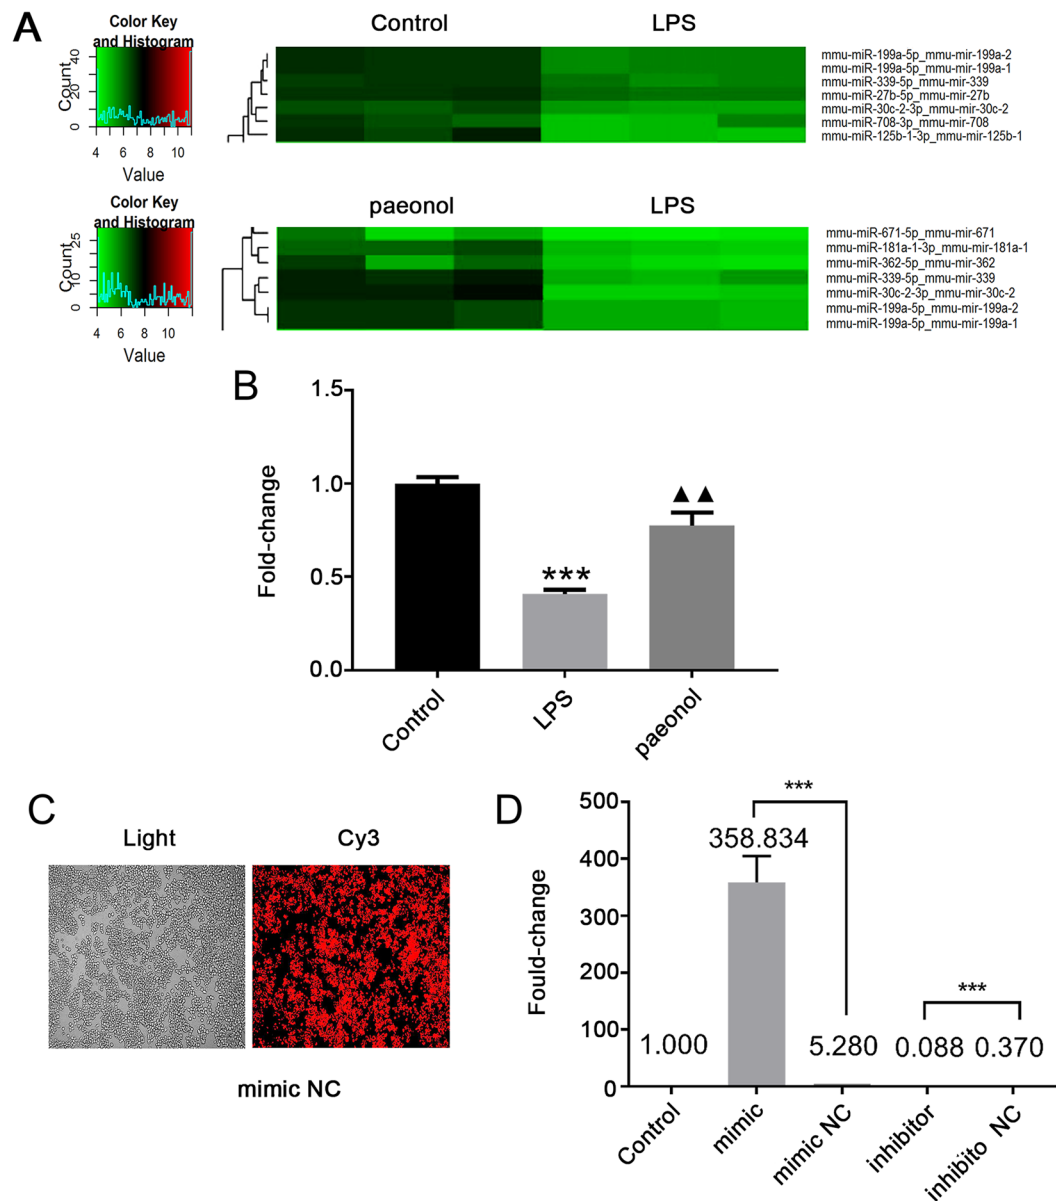 A
Color Key
and Histogram
Count
0 20 40
4 6 8 10
Value
Control LPS
mmu-miR-199a-5p_mmu-mir-199a-2
mmu-miR-199a-5p_mmu-mir-199a-1
mmu-miR-339-5p_mmu-mir-339
mmu-miR-27b-5p_mmu-mir-27b
mmu-miR-30c-2-3p_mmu-mir-30c-2
mmu-miR-708-3p_mmu-mir-708
mmu-miR-125b-1-3p_mmu-mir-125b-1
Color Key
and Histogram
Count
0 10 25
4 6 8 10
Value
paeonol LPS
mmu-miR-671-5p_mmu-mir-671
mmu-miR-181a-1-3p_mmu-mir-181a-1
mmu-miR-362-5p_mmu-mir-362
mmu-miR-339-5p_mmu-mir-339
mmu-miR-30c-2-3p_mmu-mir-30c-2
mmu-miR-199a-5p_mmu-mir-199a-2
mmu-miR-199a-5p_mmu-mir-199a-1
B
Fold-change
1.5
1.0
0.5
0.0
***
▲▲
Control LPS paeonol
C
Light Cy3
mimic NC
D
Fould-change
500
400
300
200
100
0
***
358.834
***
1.000 5.280 0.088 0.370
Control mimic mimic NC inhibitor inhibito NC